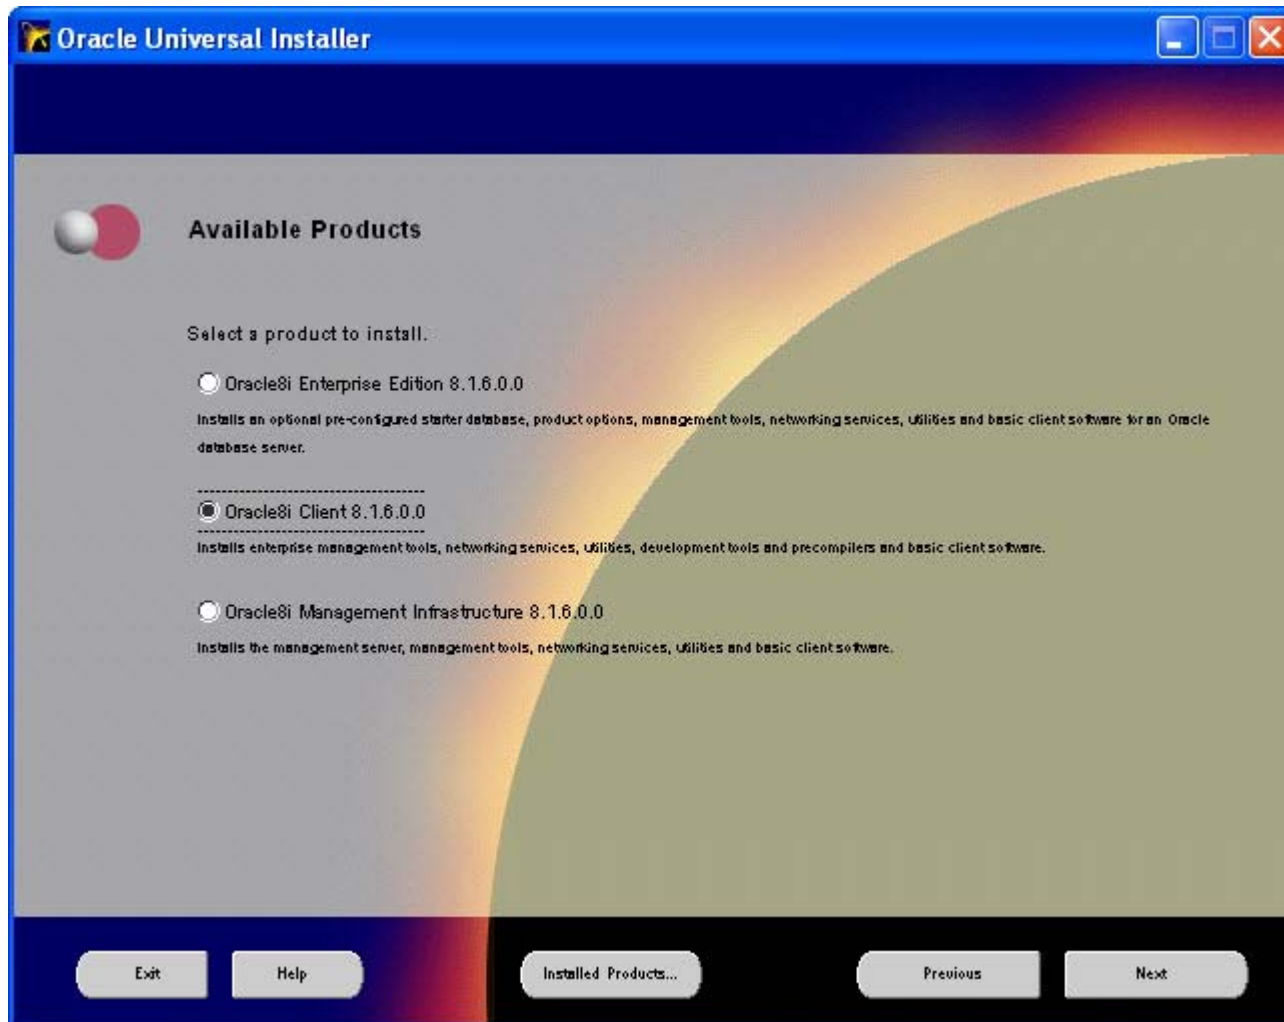 Oracle Universal Installer
Available Products
Select a product to install.
Oracle8i Enterprise Edition 8.1.6.0.0
Installs an optional pre-configured starter database, product options, management tools, networking services, utilities and basic client software for an Oracle
database server.
Oracle8i Client 8.1.6.0.0
Installs enterprise management tools, networking services, utilities, development tools and precompilers and basic client software.
Oracle8i Management Infrastructure 8.1.6.0.0
Installs the management server, management tools, networking services, utilities and basic client software.
Exit Help Installed Products... Previous Next